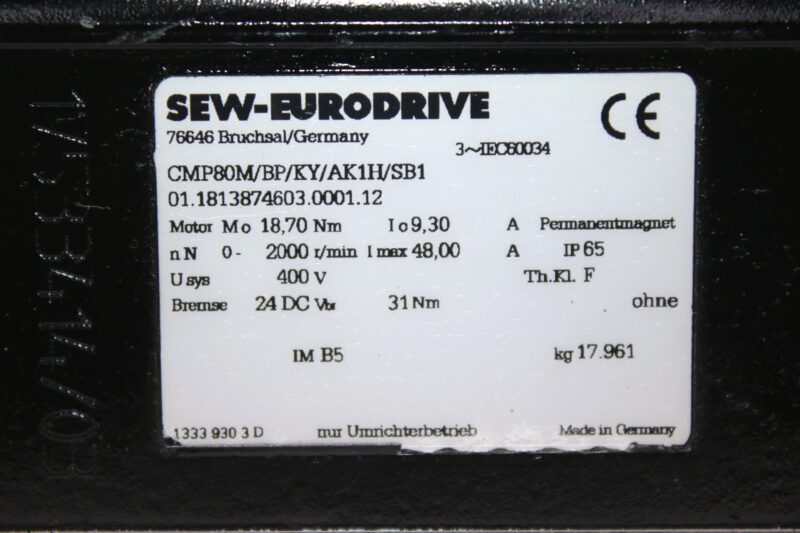 SEW-EURODRIVE
CE
76646 Bruchsal/Germany
3~IEC60034
CMP80M/BP/KY/AK1H/SB1
01.1813874603.0001.12
Motor Mo 18,70 Nm Io 9,30 A Permanentmagnet
nN 0- 2000 r/min Imax 48,00 A IP 65
Usys 400 V Th.Kl. F
Bremse 24 DC Vbr 31 Nm ohne
IM B5 kg 17.961
1333 930 3 D nur Umrichterbetrieb Made in Germany